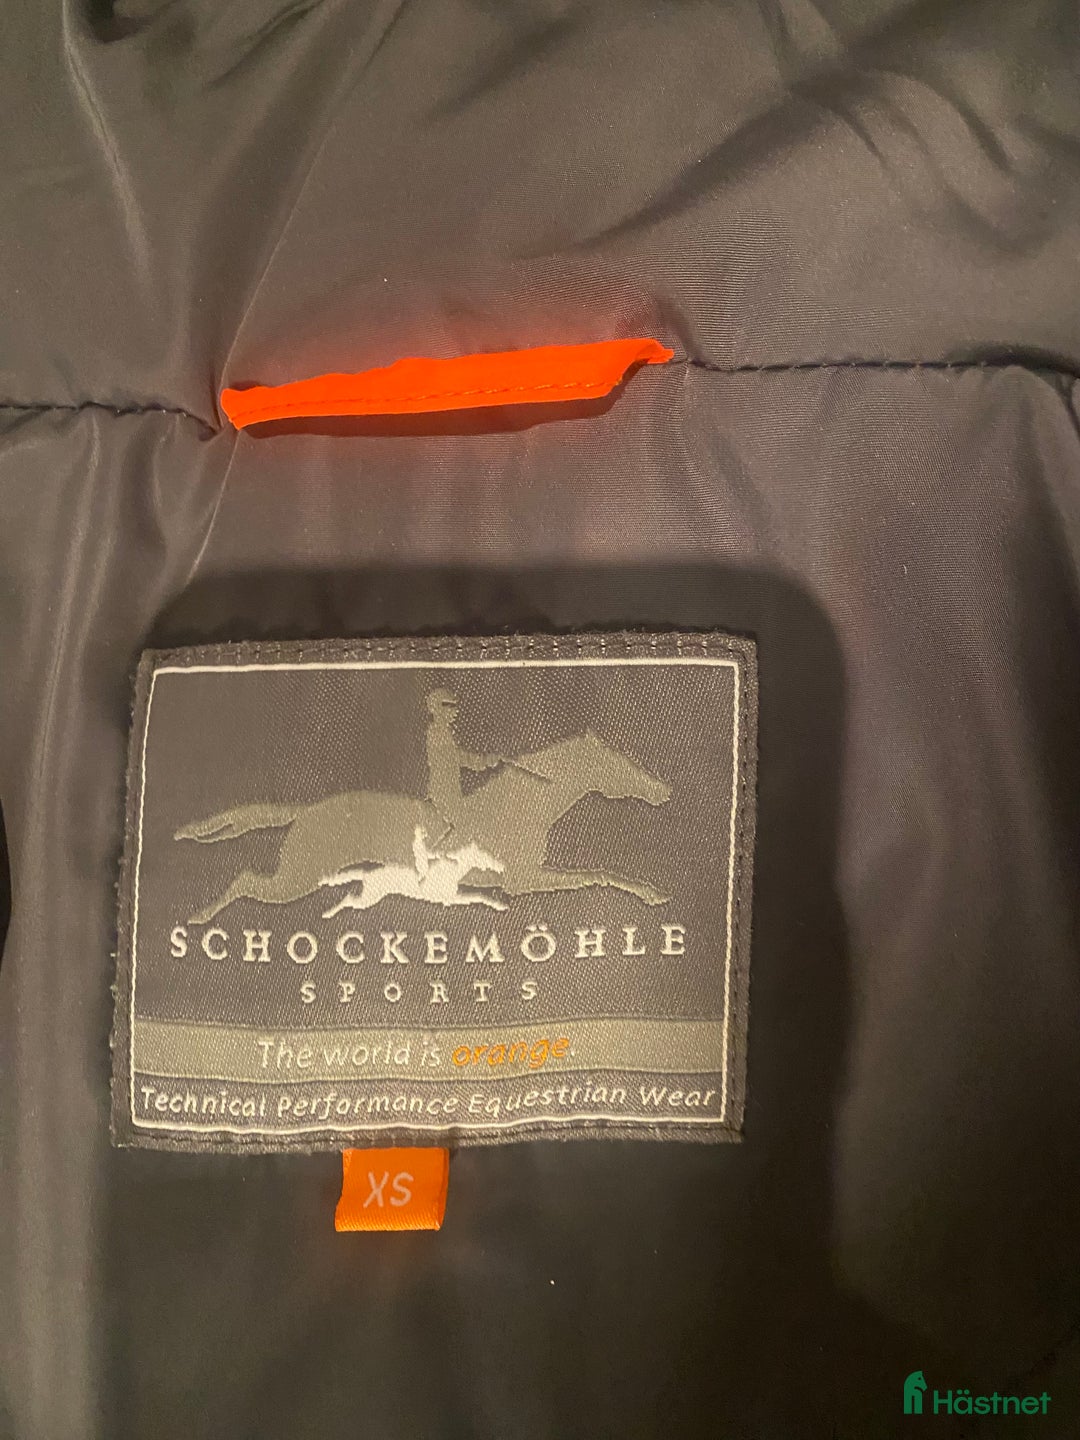 SCHOCKEMÖHLE
SPORTS
The world is orange.
Technical Performance Equestrian Wear
XS
Hästnet